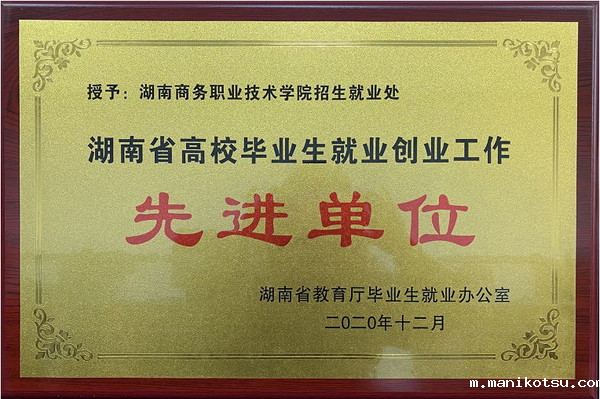 授予：湖南商务职业技术学院招生就业处
湖南省高校毕业生就业创业工作
先进单位
湖南省教育厅毕业生就业办公室
二〇二〇年十二月
m.manikotsu.com